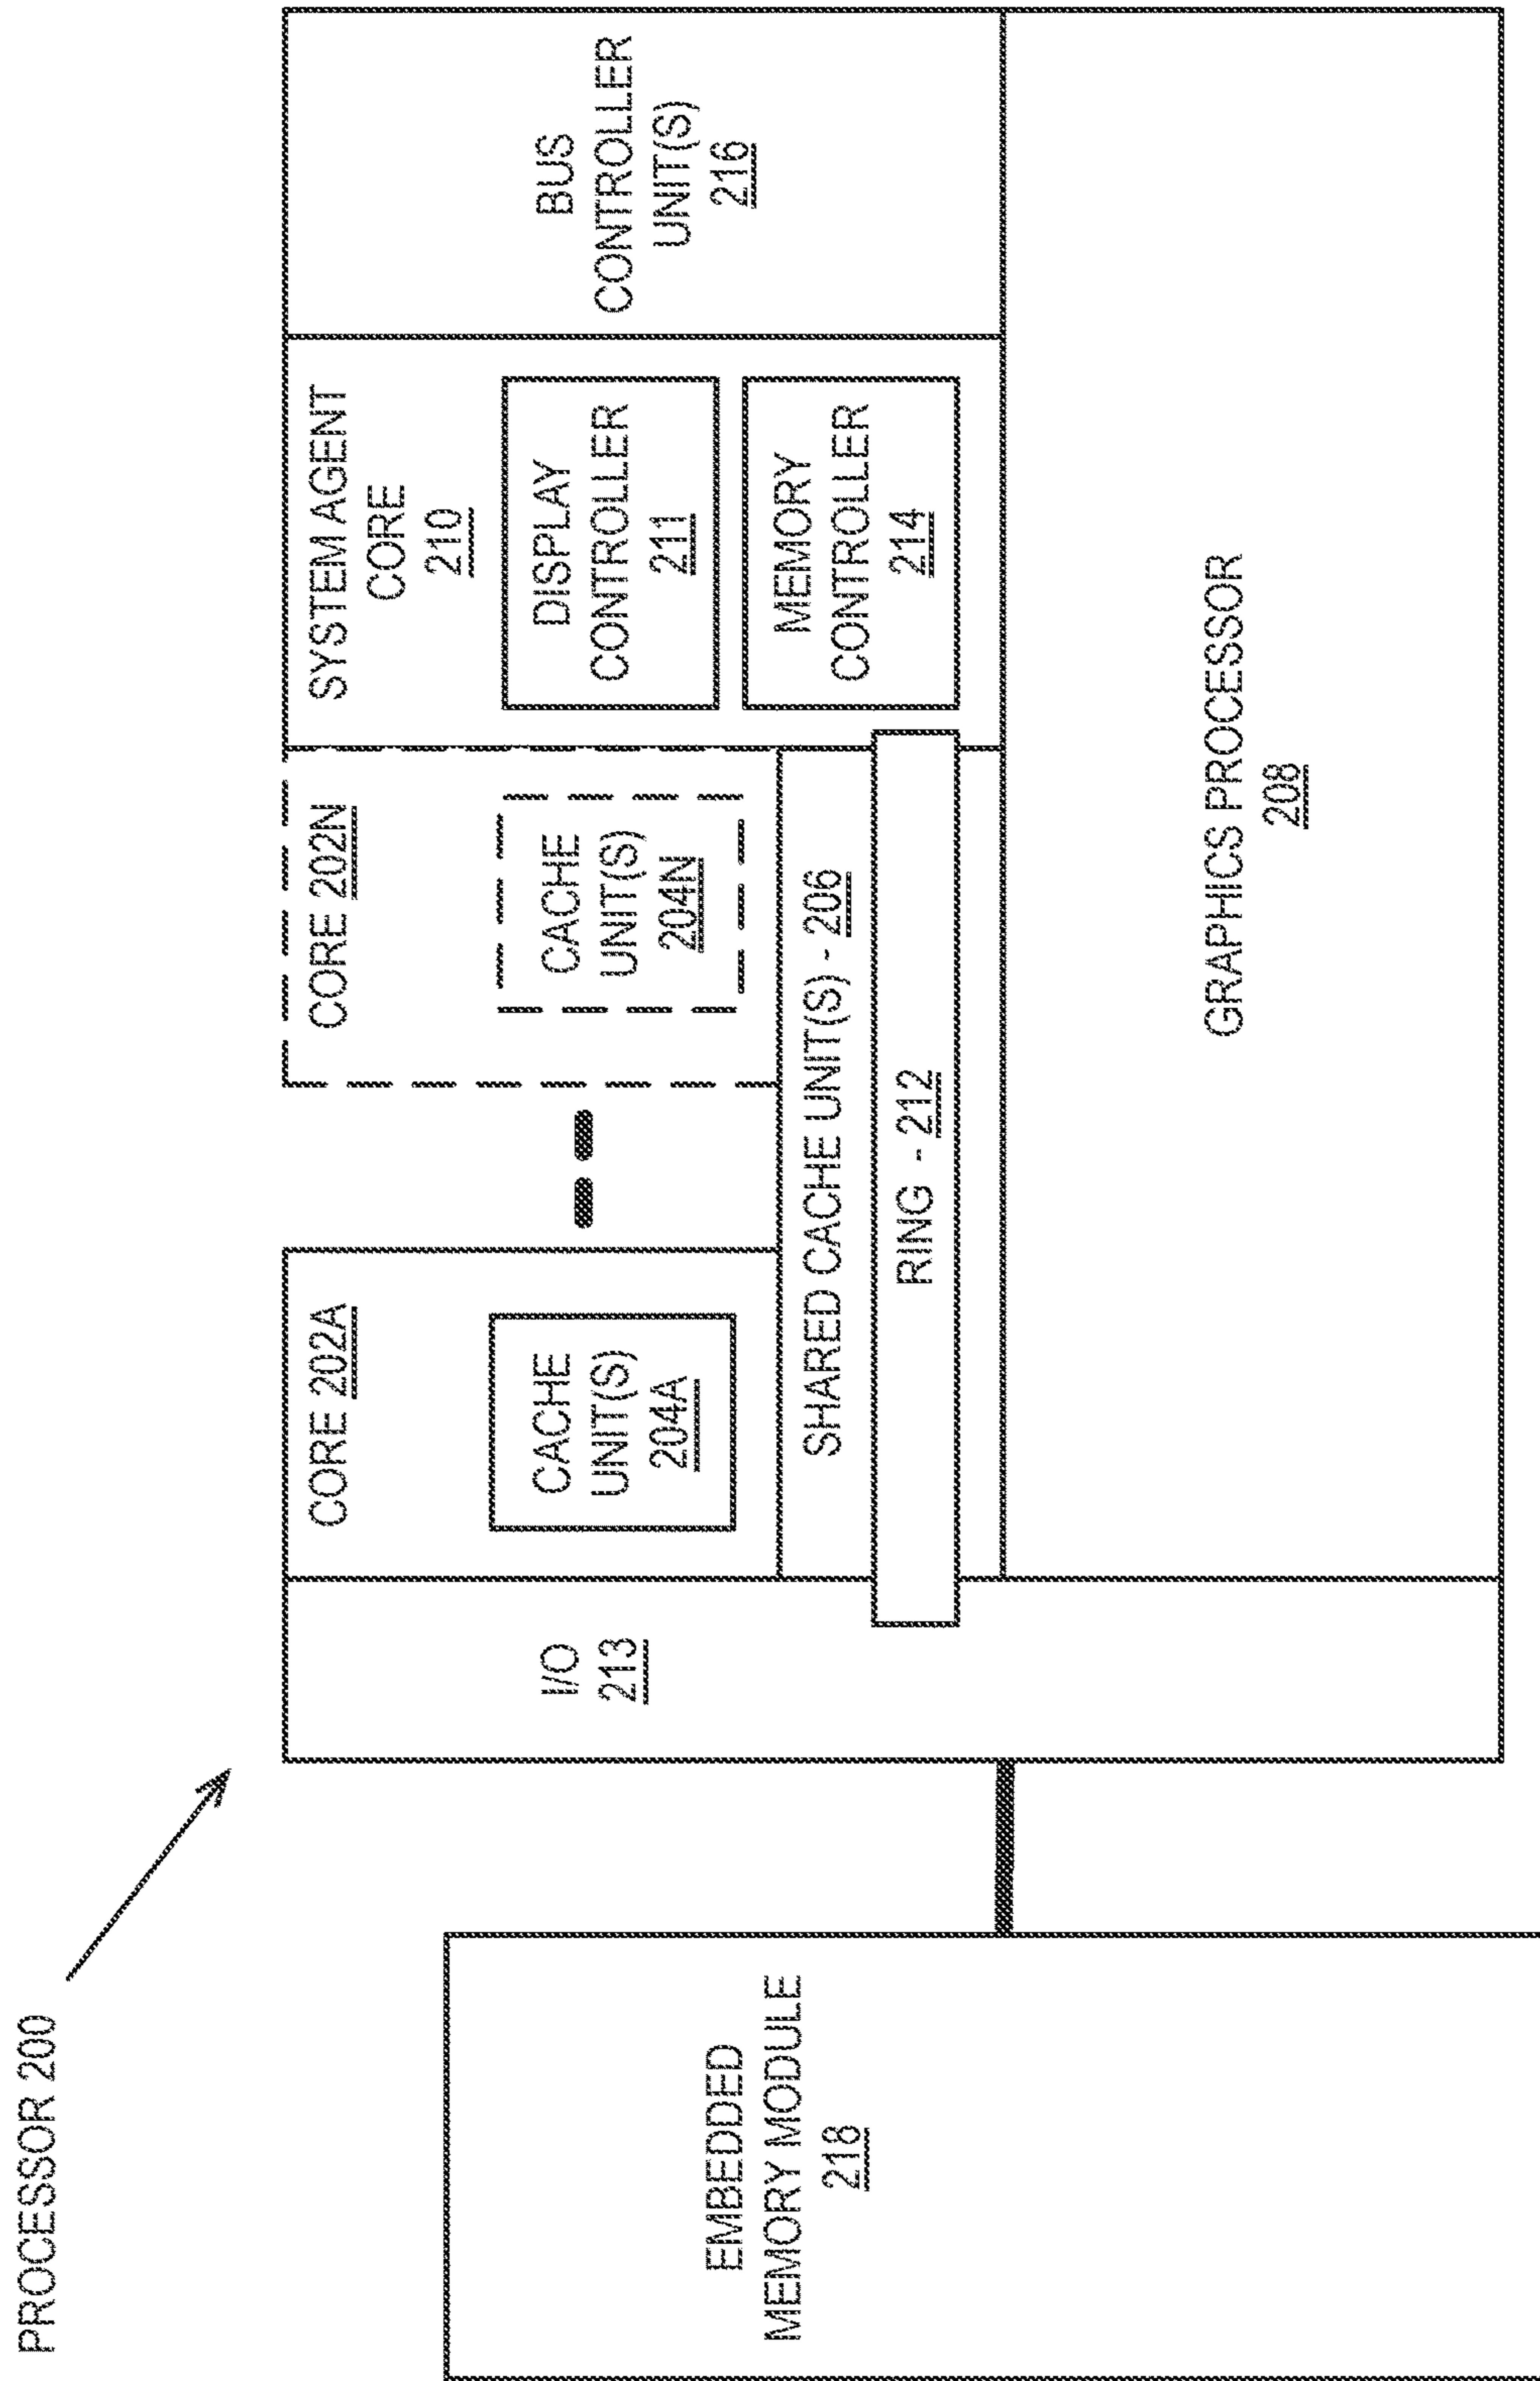 PROCESSOR 200
EMBEDDED
MEMORY MODULE
218
I/O
213
CORE 202A
CACHE
UNIT(S)
204A
CORE 202N
CACHE
UNIT(S)
204N
SHARED CACHE UNIT(S) - 206
RING - 212
SYSTEM AGENT
CORE
210
DISPLAY
CONTROLLER
211
MEMORY
CONTROLLER
214
BUS
CONTROLLER
UNIT(S)
216
GRAPHICS PROCESSOR
208